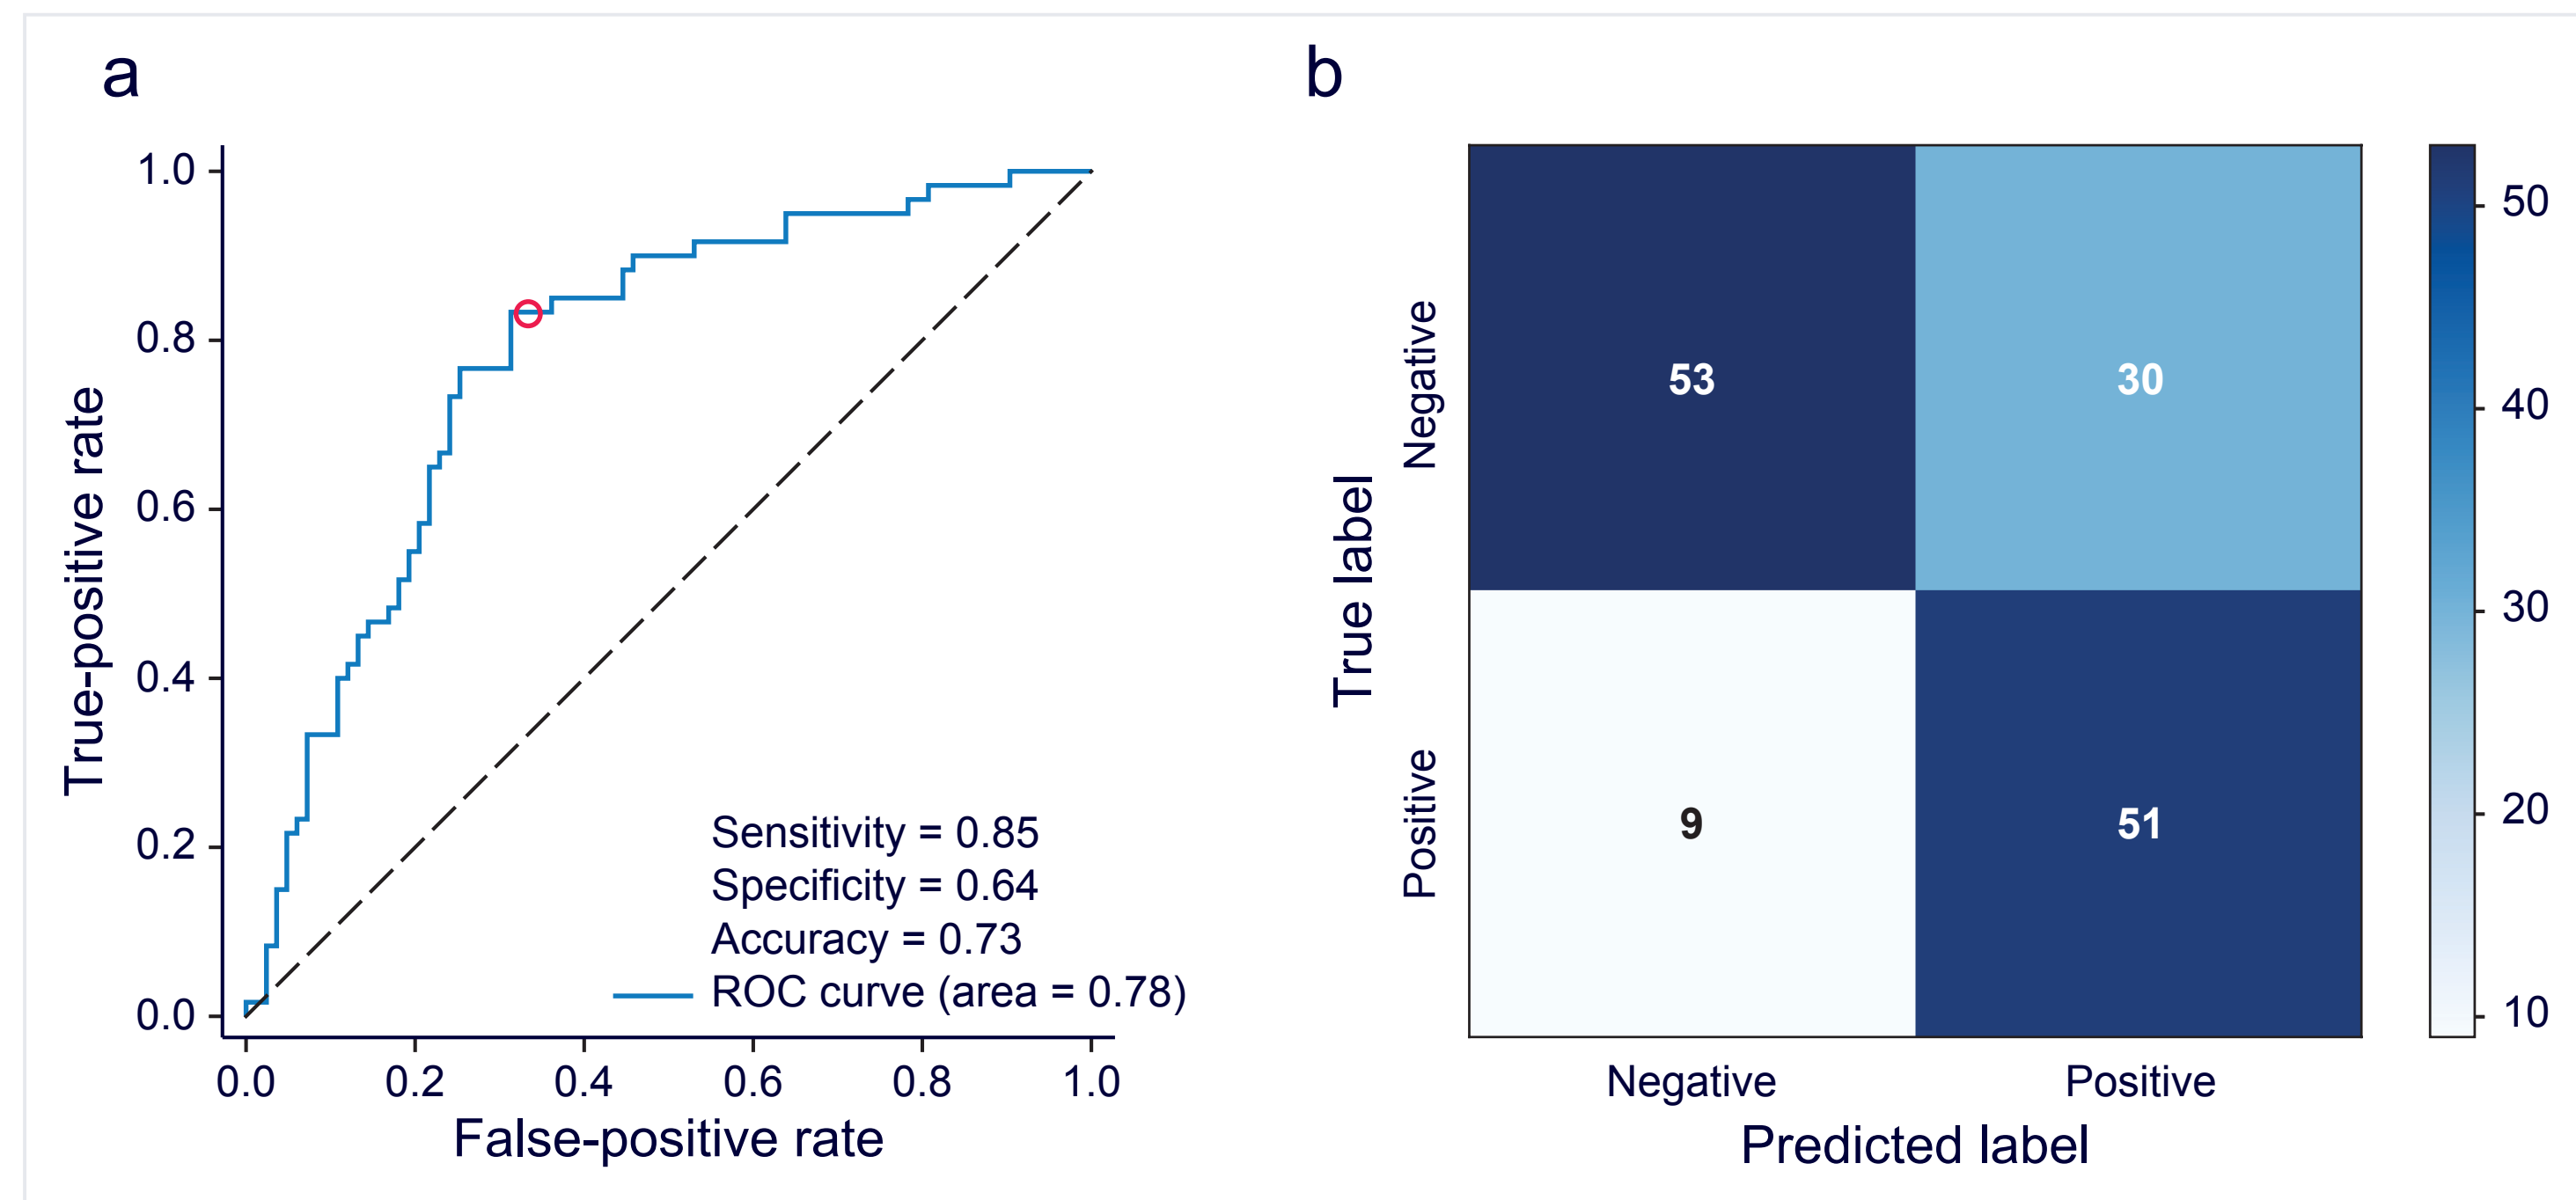 a
True-positive rate
1.0
0.8
0.6
0.4
0.2
0.0
Sensitivity = 0.85
Specificity = 0.64
Accuracy = 0.73
ROC curve (area = 0.78)
0.0 0.2 0.4 0.6 0.8 1.0
False-positive rate
b
True label
Negative
Positive
53 30
9 51
Negative Positive
Predicted label
50
40
30
20
10